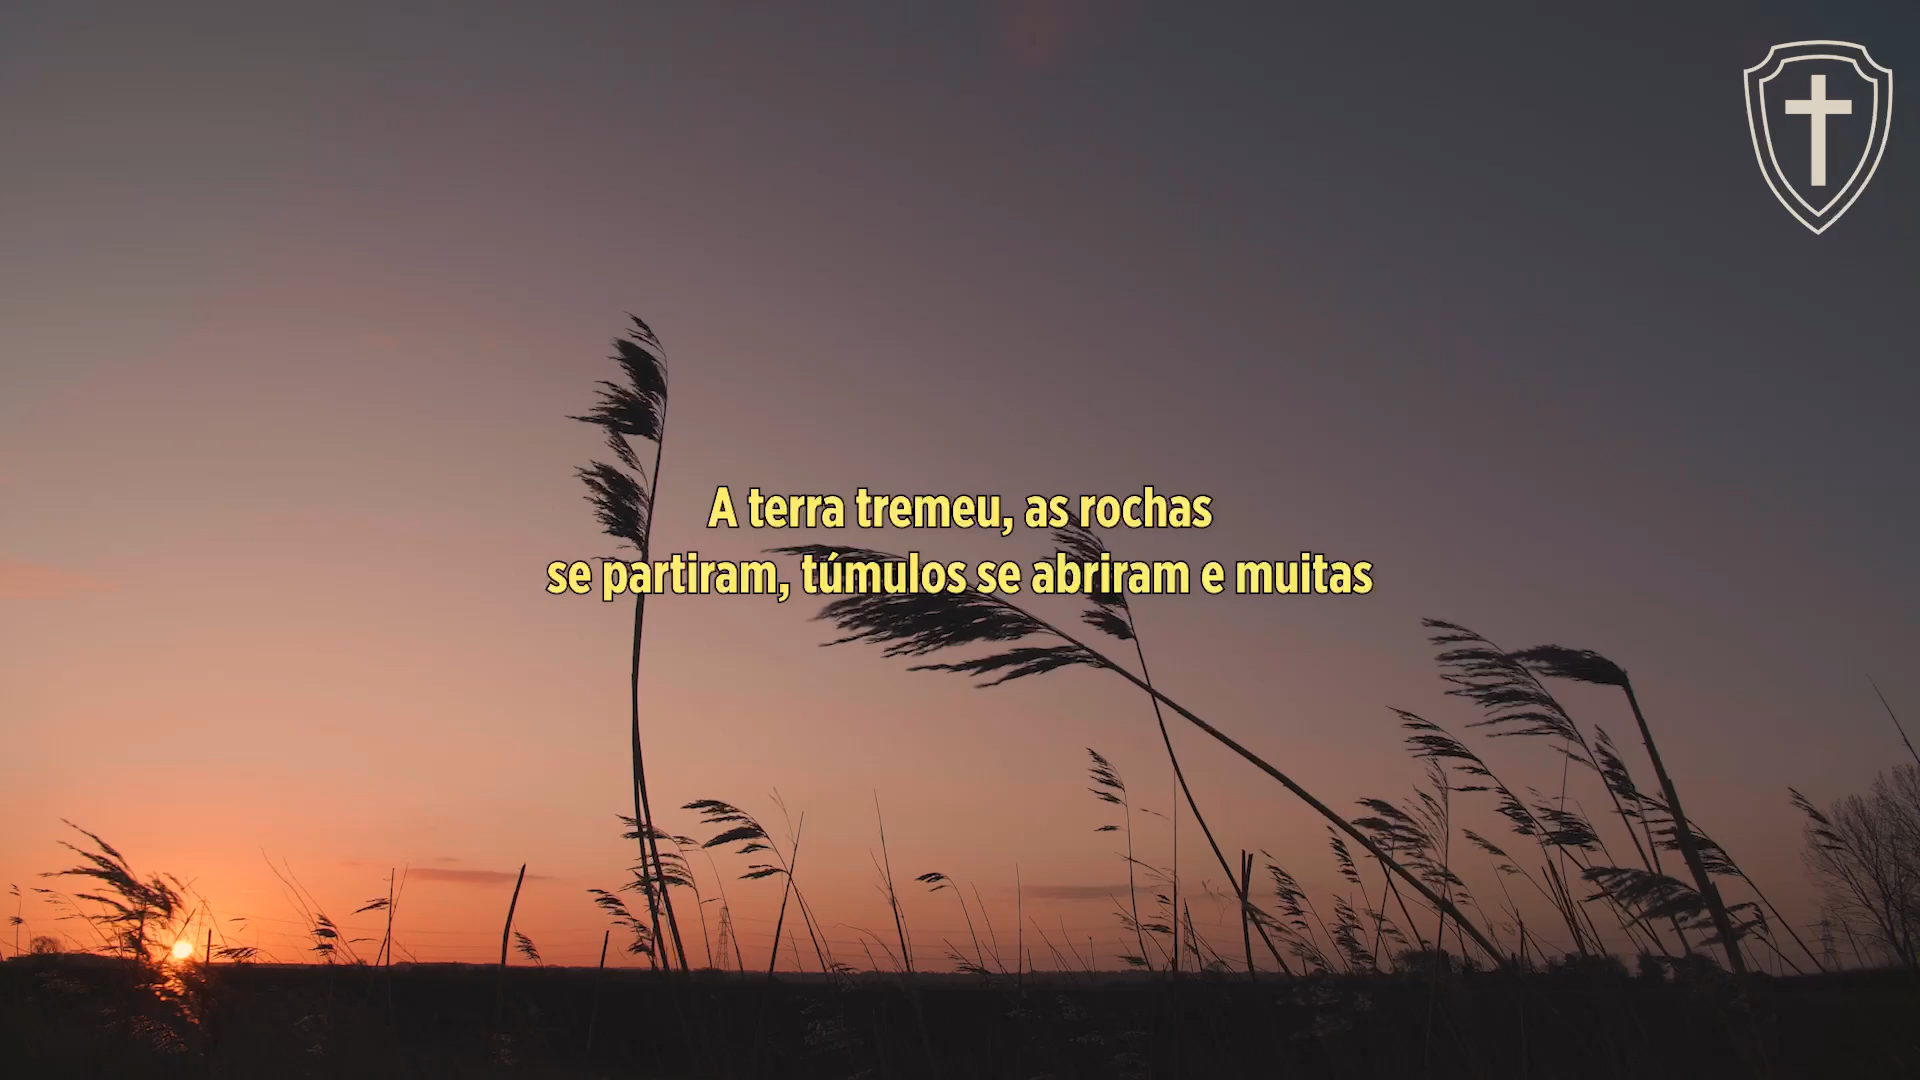 A terra tremeu, as rochas
se partiram, túmulos se abriram e muitas